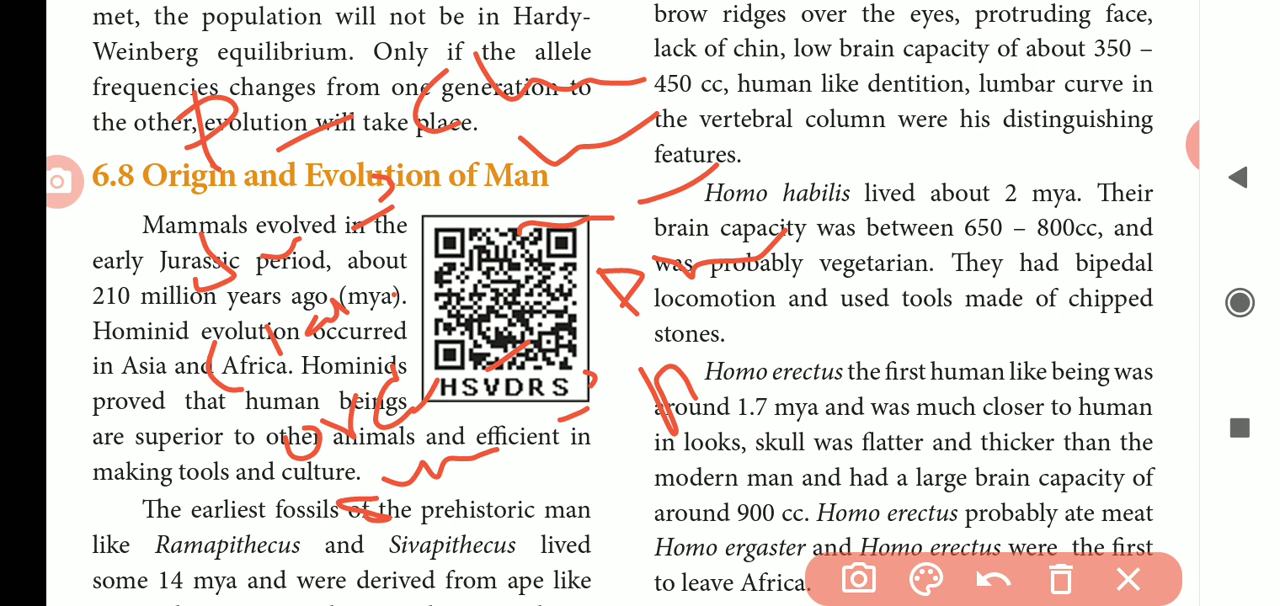 met, the population will not be in Hardy-
Weinberg equilibrium. Only if the allele
frequencies changes from one generation to
the other, evolution will take place.
6.8 Origin and Evolution of Man
Mammals evolved in the
early Jurassic period, about
210 million years ago (mya).
Hominid evolution occurred
in Asia and Africa. Hominids
proved that human beings
are superior to other animals and efficient in
making tools and culture.
HSVDRS
The earliest fossils of the prehistoric man
like Ramapithecus and Sivapithecus lived
some 14 mya and were derived from ape like
brow ridges over the eyes, protruding face,
lack of chin, low brain capacity of about 350 –
450 cc, human like dentition, lumbar curve in
the vertebral column were his distinguishing
features.
Homo habilis lived about 2 mya. Their
brain capacity was between 650 – 800cc, and
was probably vegetarian. They had bipedal
locomotion and used tools made of chipped
stones.
Homo erectus the first human like being was
around 1.7 mya and was much closer to human
in looks, skull was flatter and thicker than the
modern man and had a large brain capacity of
around 900 cc. Homo erectus probably ate meat
Homo ergaster and Homo erectus were the first
to leave Africa.